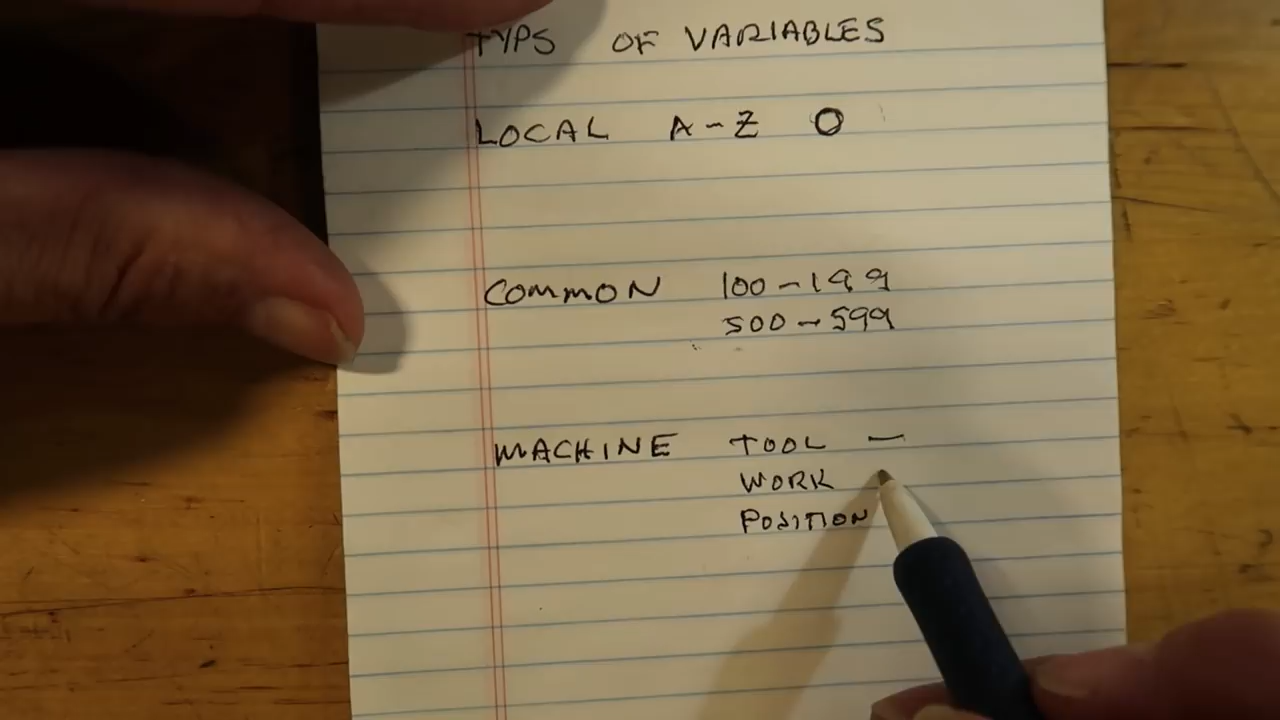 TYPS OF VARIABLES
LOCAL A-Z O
COMMON 100-199
500-599
MACHINE TOOL -
WORK
POSITION